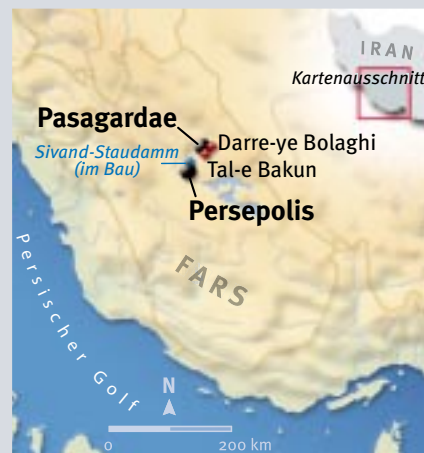 IRAN
Kartenausschnitt
Pasagardae
Darre-ye Bolaghi
Sivand-Staudamm
(im Bau)
Tal-e Bakun
Persepolis
FARS
Persischer Golf
N
0 200 km